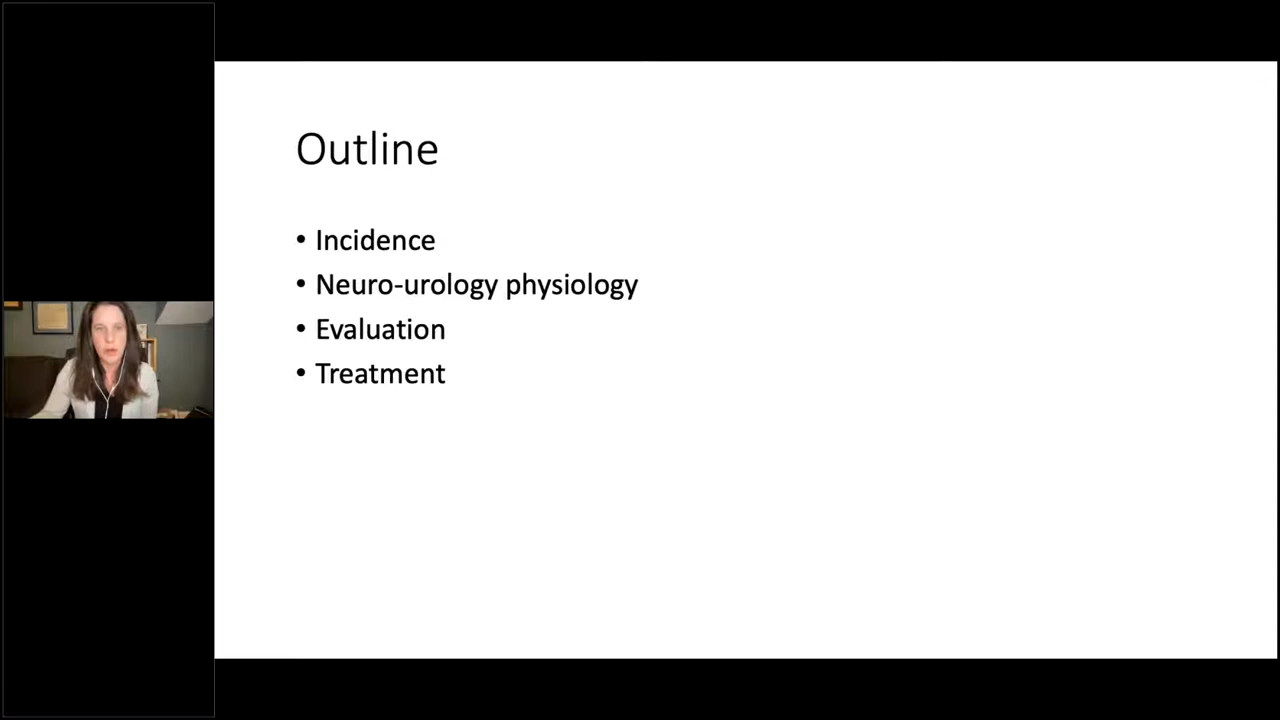 Outline
• Incidence
• Neuro-urology physiology
• Evaluation
• Treatment